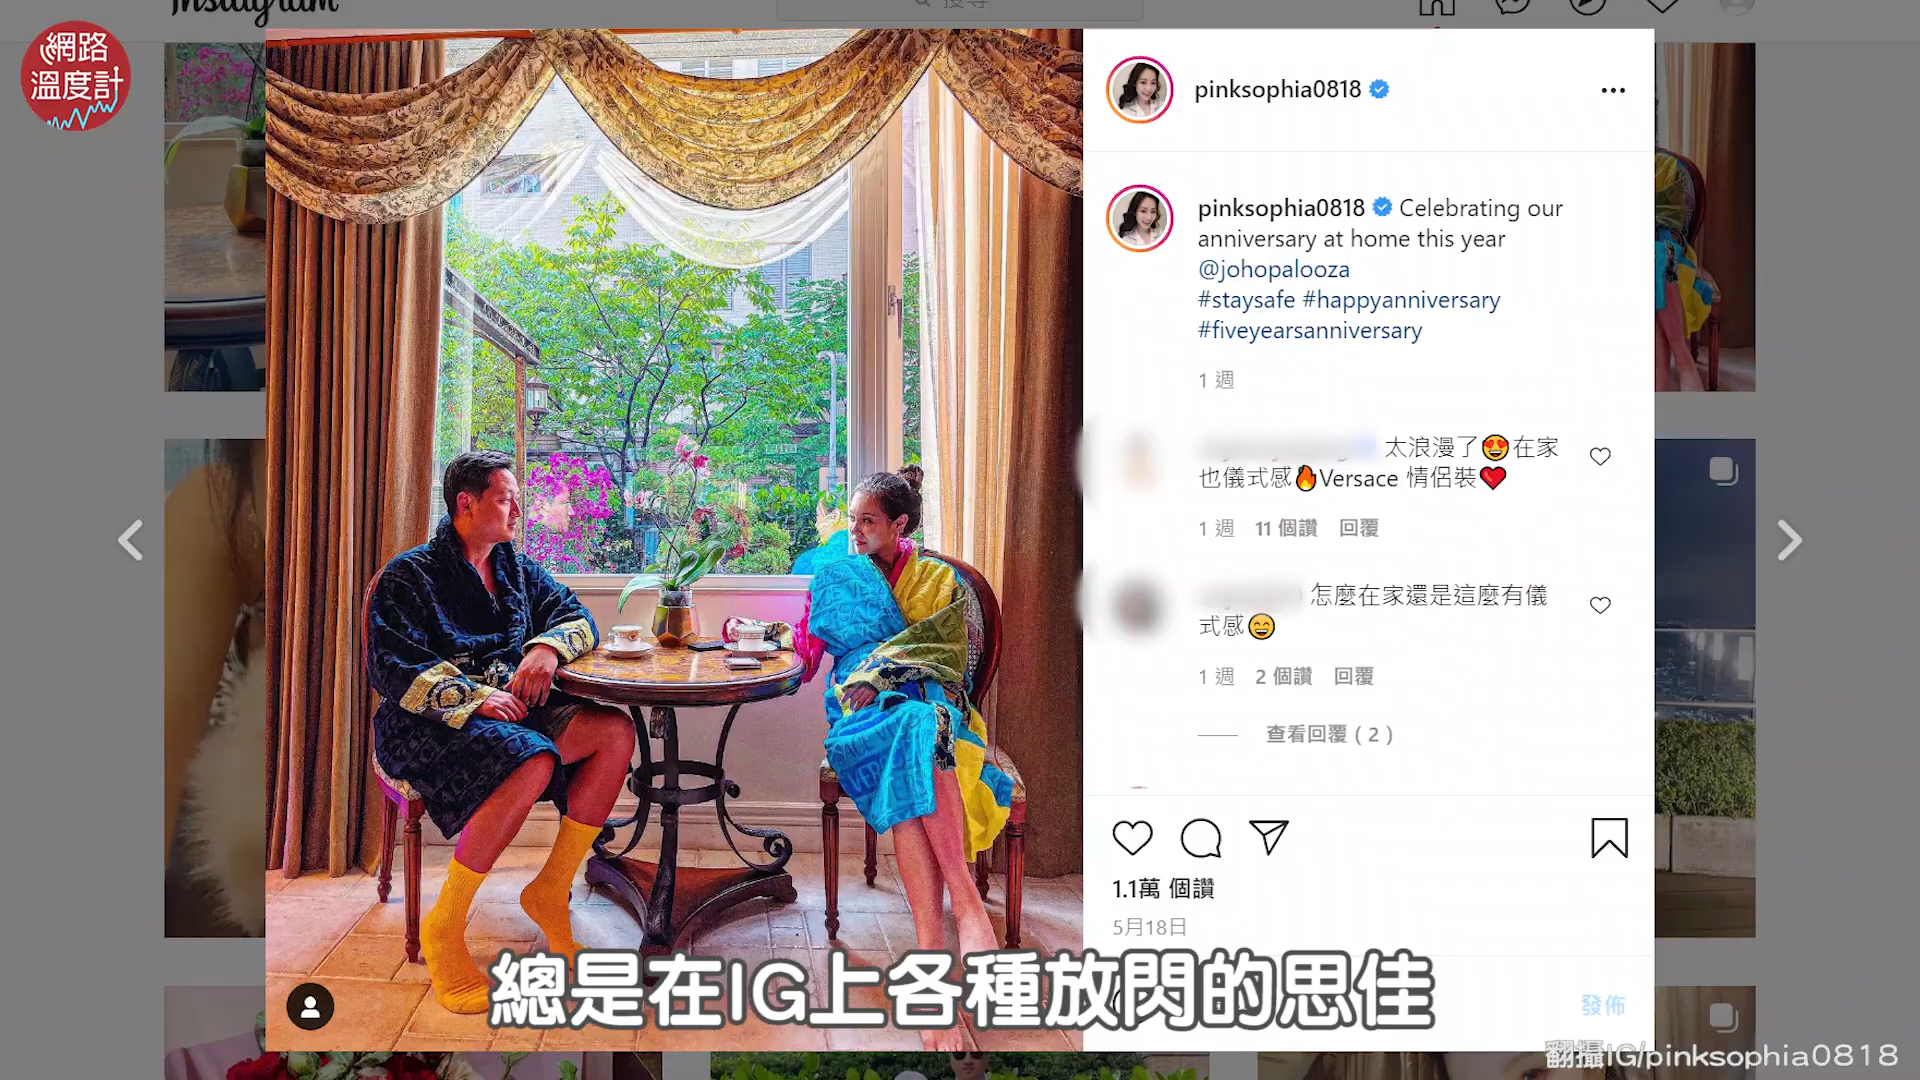 Instagram
搜尋
網路
溫度計
pinksophia0818
pinksophia0818 Celebrating our
anniversary at home this year
@johopalooza
#staysafe #happyanniversary
#fiveyearsanniversary
1 週
太浪漫了😍在家
也儀式感🔥Versace 情侶裝❤️
1 週 11 個讚 回覆
怎麼在家還是這麼有儀
式感😄
1 週 2 個讚 回覆
查看回覆 ( 2 )
1.1萬 個讚
5月18日
總是在IG上各種放閃的思佳
發佈
翻攝IG/pinksophia0818